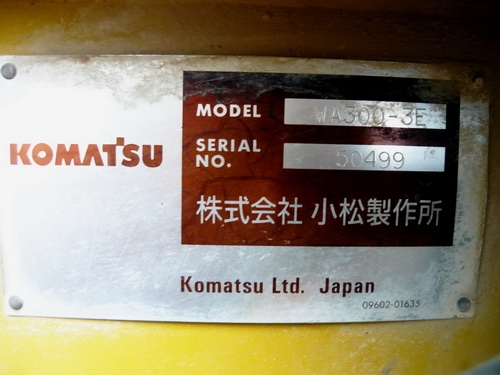 KOMATSU
MODEL WA300-3E
SERIAL NO. 50499
株式会社 小松製作所
Komatsu Ltd. Japan
09602-01635